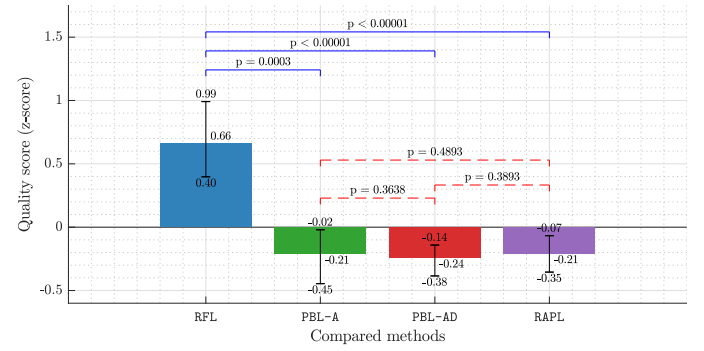 p < 0.00001
1.5
p < 0.00001
p = 0.0003
0.99
1
0.66
p = 0.4893
0.5
0.40
p = 0.3893
p = 0.3638
-0.02
-0.07
0
-0.14
-0.21
-0.24
-0.21
-0.45
-0.38
-0.35
-0.5
RFL
PBL-A
PBL-AD
RAPL
Compared methods
Quality score (z-score)